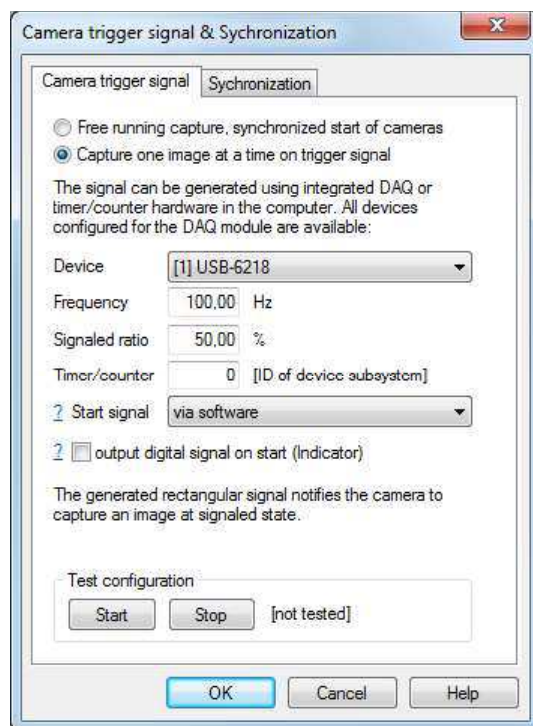 Camera trigger signal & Sychronization
Camera trigger signal
Sychronization
Free running capture, synchronized start of cameras
Capture one image at a time on trigger signal
The signal can be generated using integrated DAQ or
timer/counter hardware in the computer. All devices
configured for the DAQ module are available:
Device [1] USB-6218
Frequency 100,00 Hz
Signaled ratio 50,00 %
Timer/counter 0 [ID of device subsystem]
? Start signal via software
? output digital signal on start (Indicator)
The generated rectangular signal notifies the camera to
capture an image at signaled state.
Test configuration
Start Stop [not tested]
OK Cancel Help